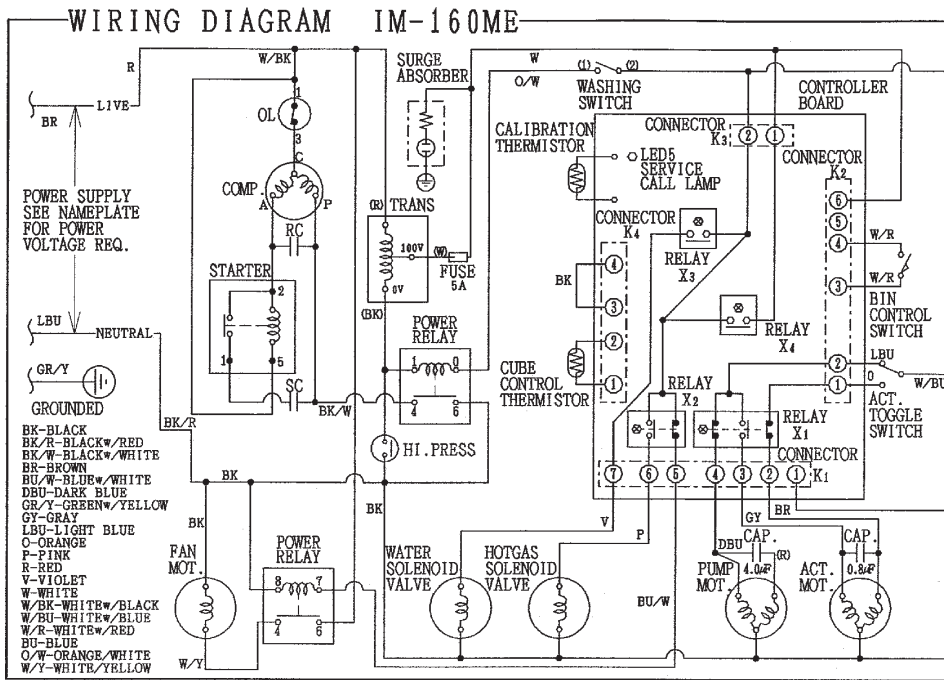 WIRING DIAGRAM IM-160ME
R
W/BK
SURGE
ABSORBER
W
O/W
(1)
(2)
WASHING
SWITCH
CONTROLLER
BOARD
LIVE
BR
1
OL
3
C
COMP.
A
P
RC
POWER SUPPLY
SEE NAMEPLATE
FOR POWER
VOLTAGE REQ.
CALIBRATION
THERMISTOR
LED5
SERVICE
CALL LAMP
CONNECTOR
K3
2
1
CONNECTOR
K2
6
5
4
3
2
1
W/R
W/R
BIN
CONTROL
SWITCH
LBU
O
W/BU
ACT.
TOGGLE
SWITCH
(R)
TRANS
100V
(W)
FUSE
5A
0V
(BK)
CONNECTOR
K4
4
3
2
1
BK
RELAY
X3
RELAY
X4
STARTER
2
1
5
SC
LBU
NEUTRAL
GR/Y
GROUNDED
BK/R
BK/W
POWER
RELAY
1
0
4
6
CUBE
CONTROL
THERMISTOR
RELAY
X2
RELAY
X1
HI.PRESS
CONNECTOR
K1
7
6
5
4
3
2
1
BK-BLACK
BK/R-BLACKw/RED
BK/W-BLACKw/WHITE
BR-BROWN
BU/W-BLUEw/WHITE
DBU-DARK BLUE
GR/Y-GREENw/YELLOW
GY-GRAY
LBU-LIGHT BLUE
O-ORANGE
P-PINK
R-RED
V-VIOLET
W-WHITE
W/BK-WHITEw/BLACK
W/BU-WHITEw/BLUE
W/R-WHITEw/RED
BU-BLUE
O/W-ORANGE/WHITE
W/Y-WHITE/YELLOW
BK
BK
BK
FAN
MOT.
W/Y
POWER
RELAY
8
7
4
6
WATER
SOLENOID
VALVE
V
HOTGAS
SOLENOID
VALVE
P
BU/W
DBU
GY
BR
CAP.
4.0μF
(R)
PUMP
MOT.
CAP.
0.8μF
ACT.
MOT.